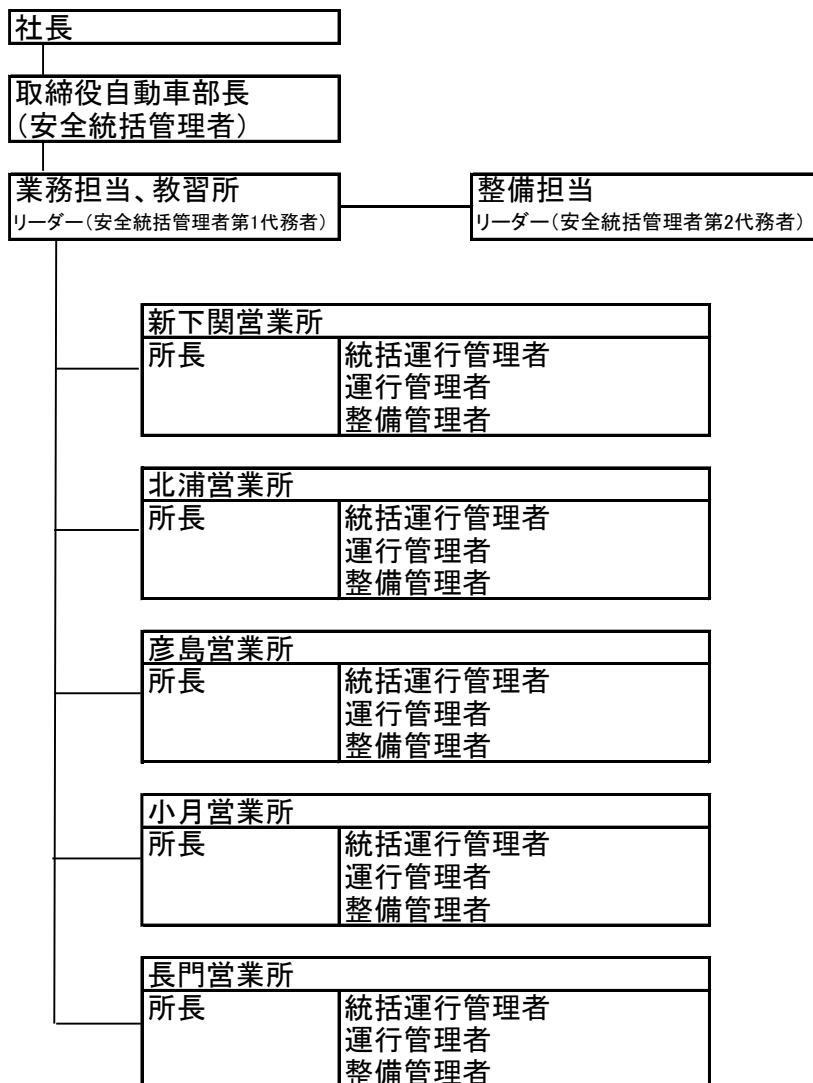 社長
取締役自動車部長
(安全統括管理者)
業務担当、教習所
リーダー(安全統括管理者第1代務者)
整備担当
リーダー(安全統括管理者第2代務者)
新下関営業所
所長 統括運行管理者
運行管理者
整備管理者
北浦営業所
所長 統括運行管理者
運行管理者
整備管理者
彦島営業所
所長 統括運行管理者
運行管理者
整備管理者
小月営業所
所長 統括運行管理者
運行管理者
整備管理者
長門営業所
所長 統括運行管理者
運行管理者
整備管理者